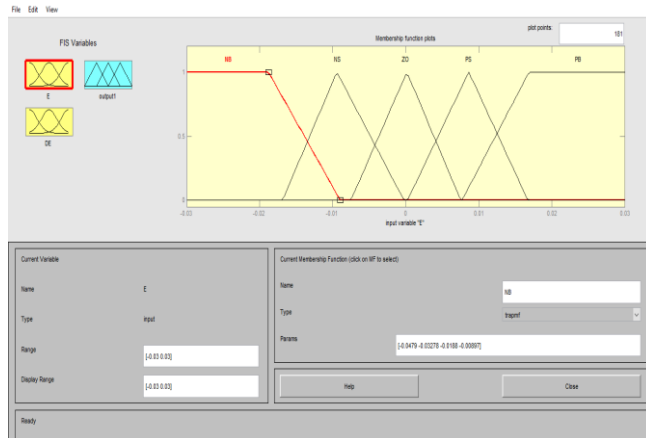 File Edit View
FIS Variables
E
output1
DE
Membership function plots
plot points:
181
NB NS ZO PS PB
1
0.5
0
-0.03 -0.02 -0.01 0 0.01 0.02 0.03
input variable "E"
Current Variable
Name E
Type input
Range [-0.03 0.03]
Display Range [-0.03 0.03]
Current Membership Function (click on MF to select)
Name NB
Type trapmf
Params [-0.0479 -0.03278 -0.0188 -0.00897]
Help Close
Ready